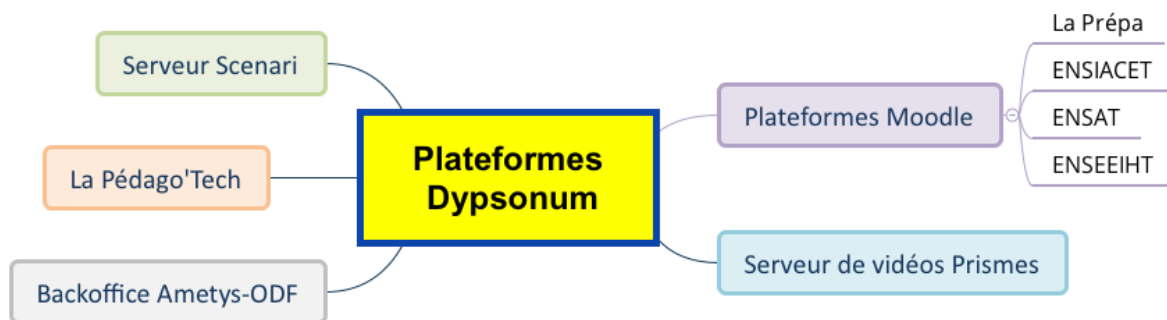 Serveur Scenari
La Pédago'Tech
Backoffice Ametys-ODF
Plateformes
Dypsonum
Plateformes Moodle
La Prépa
ENSIACET
ENSAT
ENSEEIHT
Serveur de vidéos Prismes